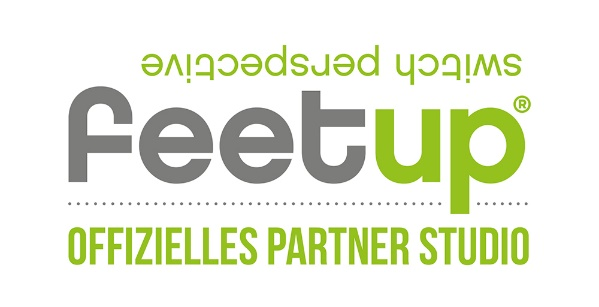 switch perspective
feetup®
OFFIZIELLES PARTNER STUDIO